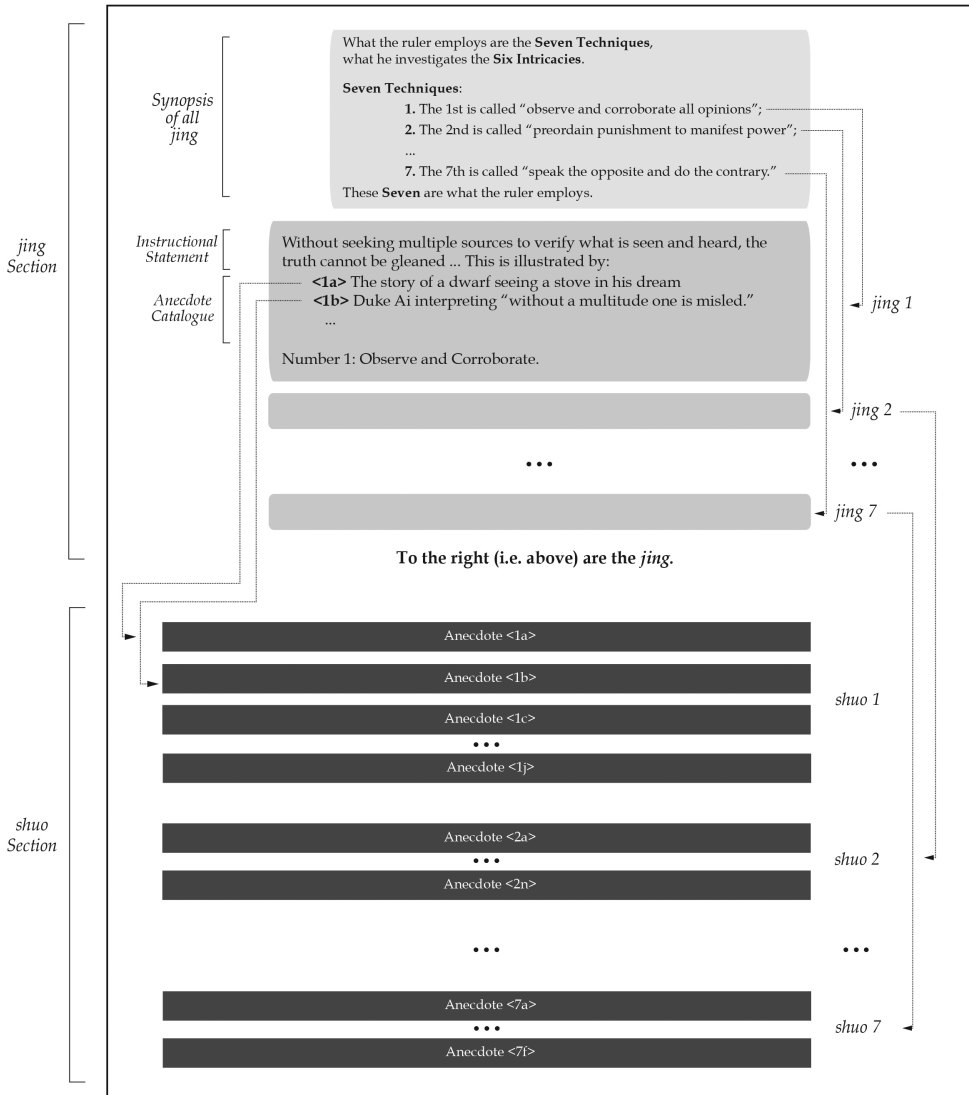 Synopsis
of all
jing
What the ruler employs are the Seven Techniques,
what he investigates the Six Intricacies.
Seven Techniques:
1. The 1st is called “observe and corroborate all opinions”;
2. The 2nd is called “preordain punishment to manifest power”;
...
7. The 7th is called “speak the opposite and do the contrary.”
These Seven are what the ruler employs.
jing
Section
Instructional
Statement
Without seeking multiple sources to verify what is seen and heard, the
truth cannot be gleaned ... This is illustrated by:
Anecdote
Catalogue
<1a> The story of a dwarf seeing a stove in his dream
<1b> Duke Ai interpreting “without a multitude one is misled.”
...
Number 1: Observe and Corroborate.
jing 1
jing 2
...
...
jing 7
To the right (i.e. above) are the jing.
shuo
Section
Anecdote <1a>
Anecdote <1b>
Anecdote <1c>
...
Anecdote <1j>
shuo 1
Anecdote <2a>
...
Anecdote <2n>
shuo 2
...
...
Anecdote <7a>
...
Anecdote <7f>
shuo 7